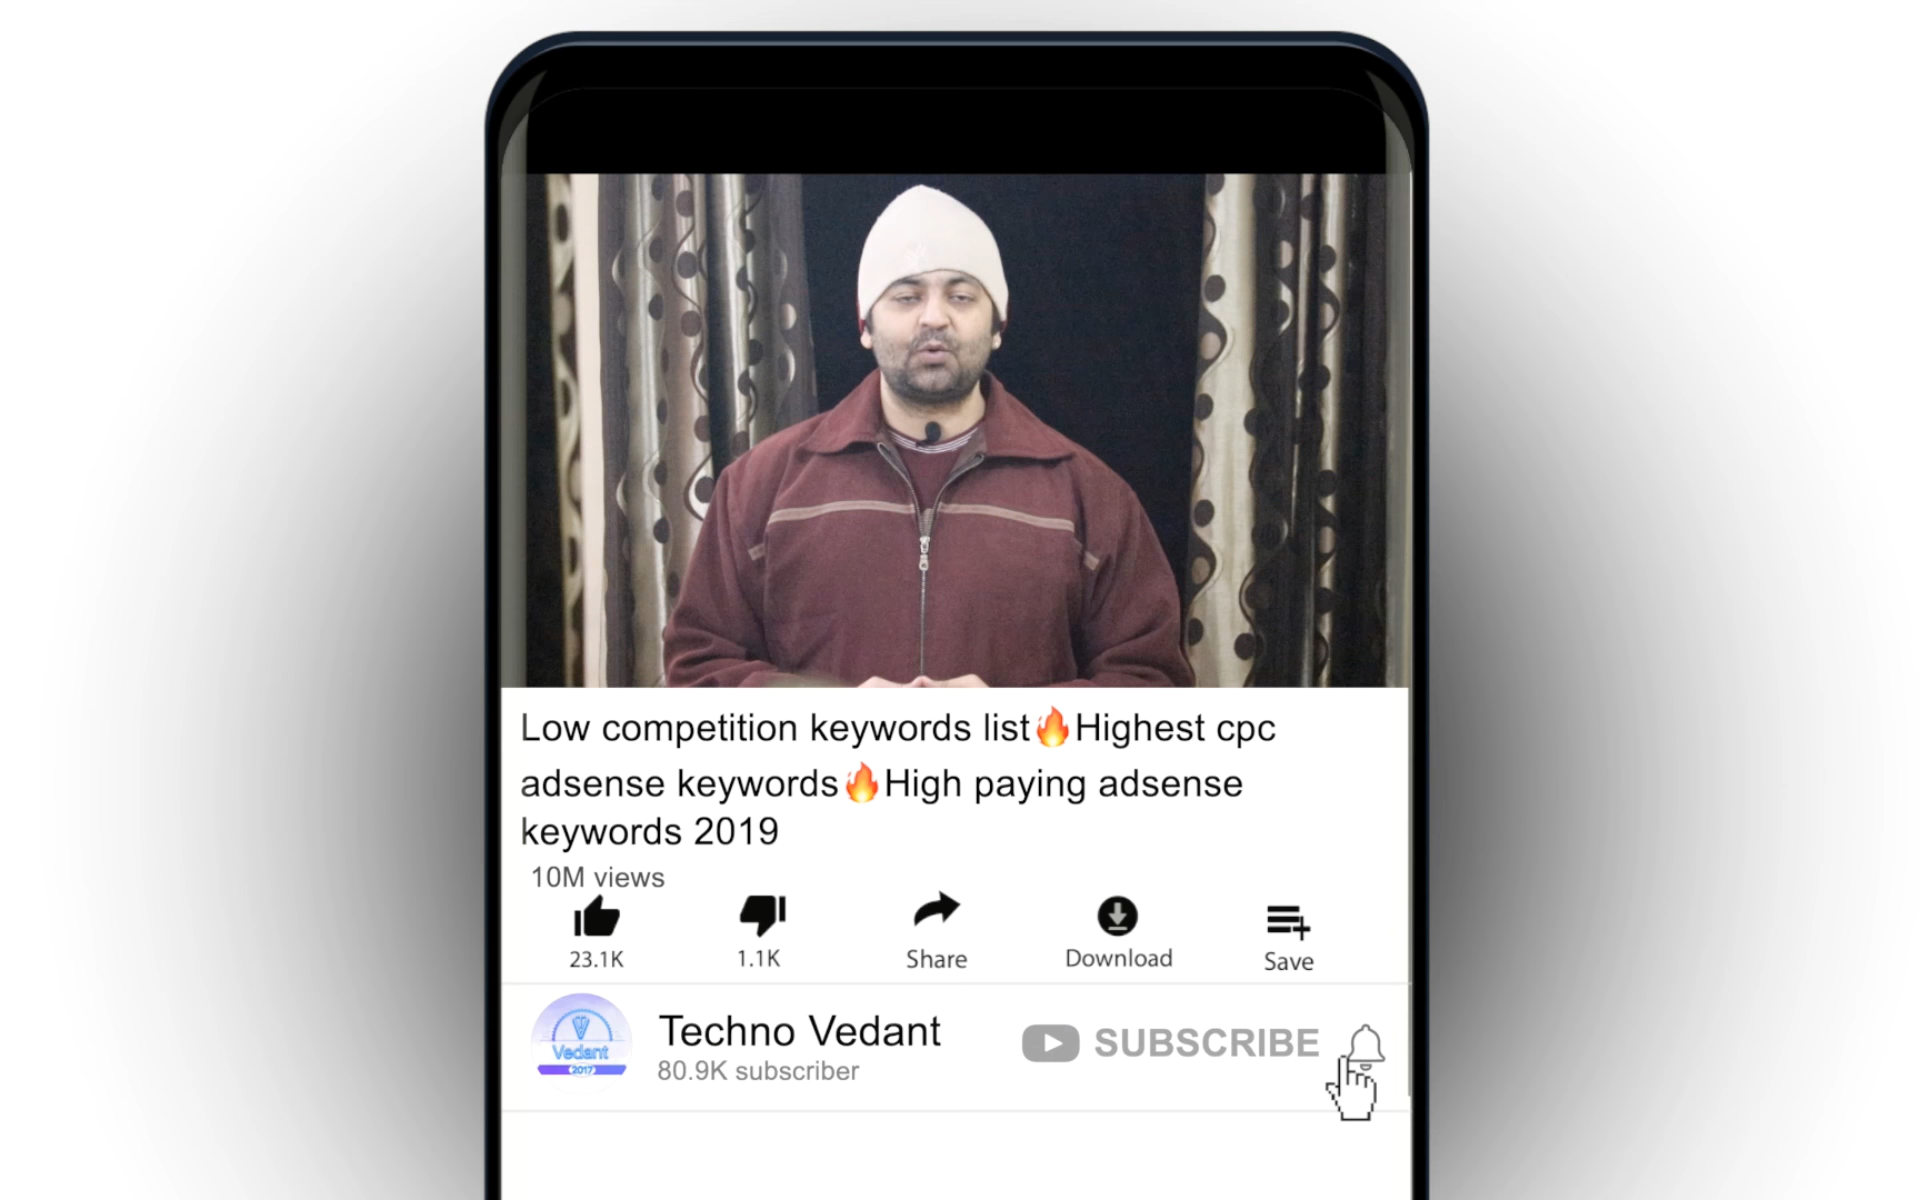 Low competition keywords list🔥Highest cpc
adsense keywords🔥High paying adsense
keywords 2019
10M views
23.1K 1.1K Share Download Save
Vedant
2017
Techno Vedant
80.9K subscriber
SUBSCRIBE